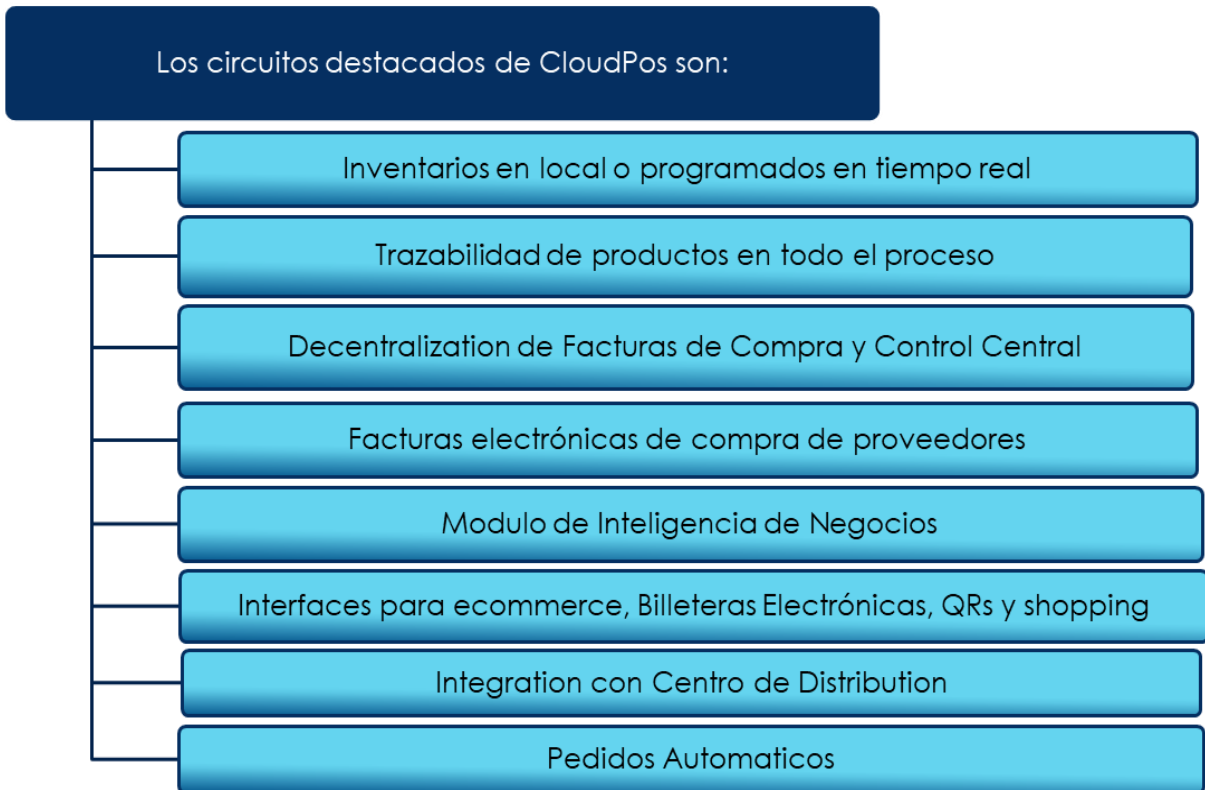 Los circuitos destacados de CloudPos son:
Inventarios en local o programados en tiempo real
Trazabilidad de productos en todo el proceso
Decentralization de Facturas de Compra y Control Central
Facturas electrónicas de compra de proveedores
Modulo de Inteligencia de Negocios
Interfaces para ecommerce, Billeteras Electrónicas, QRs y shopping
Integration con Centro de Distribution
Pedidos Automaticos